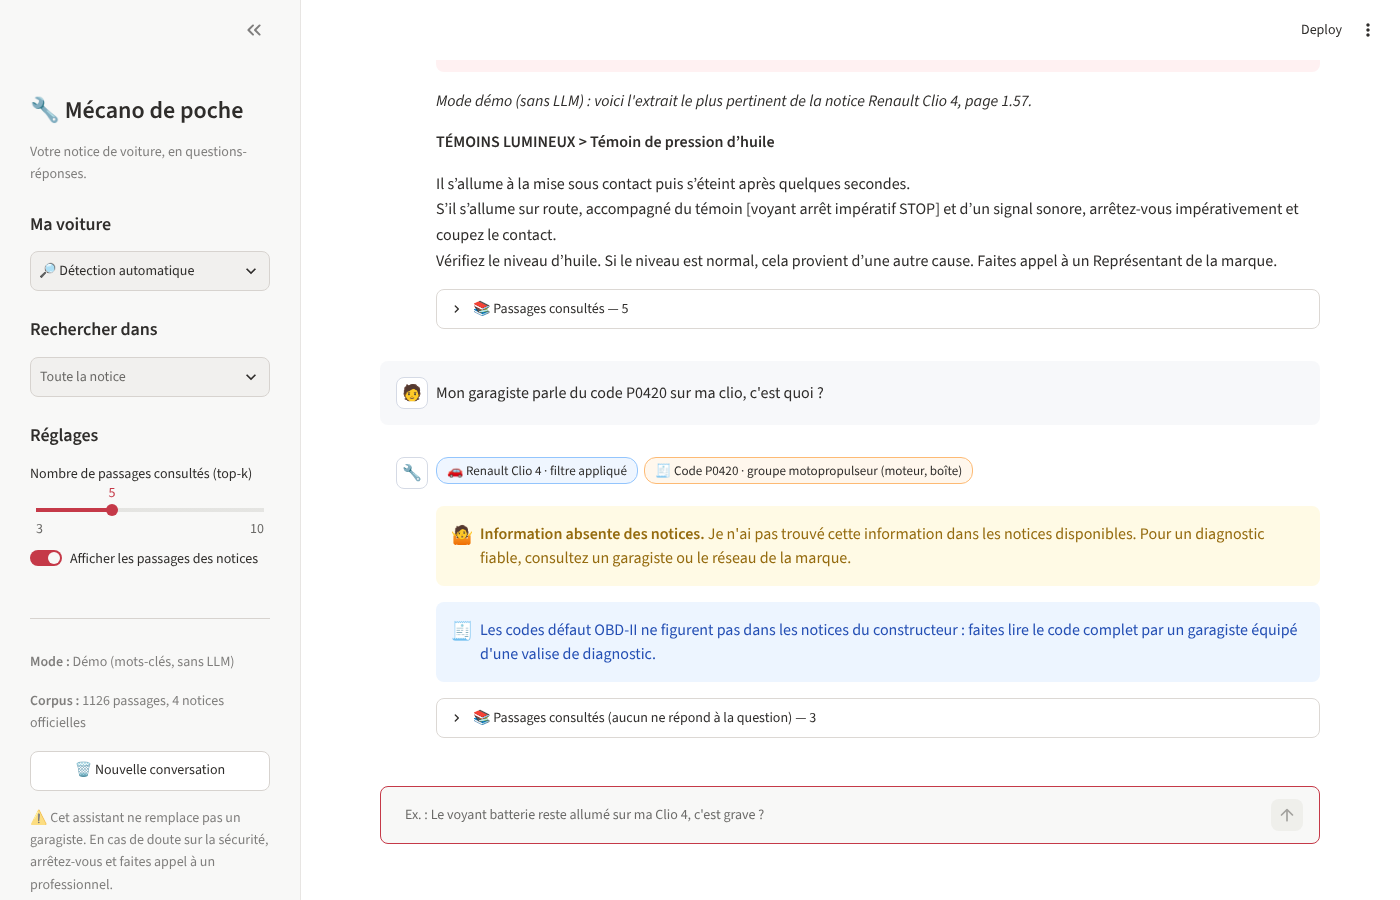 Deploy
Mécano de poche
Votre notice de voiture, en questions-
réponses.
Ma voiture
Détection automatique
Rechercher dans
Toute la notice
Réglages
Nombre de passages consultés (top-k)
5
3
10
Afficher les passages des notices
Mode : Démo (mots-clés, sans LLM)
Corpus : 1126 passages, 4 notices
officielles
Nouvelle conversation
Cet assistant ne remplace pas un
garagiste. En cas de doute sur la sécurité,
arrêtez-vous et faites appel à un
professionnel.
Mode démo (sans LLM) : voici l'extrait le plus pertinent de la notice Renault Clio 4, page 1.57.
TÉMOINS LUMINEUX > Témoin de pression d’huile
Il s’allume à la mise sous contact puis s’éteint après quelques secondes.
S’il s’allume sur route, accompagné du témoin [voyant arrêt impératif STOP] et d’un signal sonore, arrêtez-vous impérativement et
coupez le contact.
Vérifiez le niveau d’huile. Si le niveau est normal, cela provient d’une autre cause. Faites appel à un Représentant de la marque.
Passages consultés — 5
Mon garagiste parle du code P0420 sur ma clio, c'est quoi ?
Renault Clio 4 · filtre appliqué
Code P0420 · groupe motopropulseur (moteur, boîte)
Information absente des notices. Je n'ai pas trouvé cette information dans les notices disponibles. Pour un diagnostic
fiable, consultez un garagiste ou le réseau de la marque.
Les codes défaut OBD-II ne figurent pas dans les notices du constructeur : faites lire le code complet par un garagiste équipé
d'une valise de diagnostic.
Passages consultés (aucun ne répond à la question) — 3
Ex. : Le voyant batterie reste allumé sur ma Clio 4, c'est grave ?